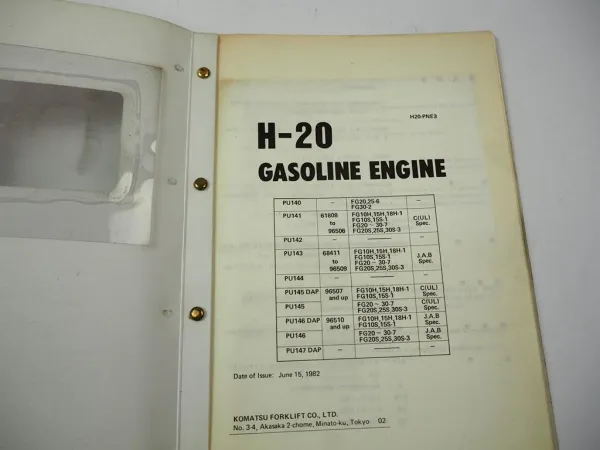 H20-PNE3
H-20
GASOLINE ENGINE
PU140 – FG20,25-6
FG30-2
PU141 61608 to 96506 FG10H,15H,18H-1
FG10S,15S-1
FG20 ~ 30-7
FG20S,25S,30S-3 C(UL) Spec.
PU142 – ———— –
PU143 68411 to 96509 FG10H,15H,18H-1
FG10S,15S-1
FG20 ~ 30-7
FG20S,25S,30S-3 J,A,B Spec.
PU144 – ———— –
PU145 DAP 96507 and up FG10H,15H,18H-1
FG10S,15S-1 C(UL) Spec.
PU145 FG20 ~ 30-7
FG20S,25S,30S-3 C(UL) Spec.
PU146 DAP 96510 and up FG10H,15H,18H-1
FG10S,15S-1 J,A,B Spec.
PU146 FG20 ~ 30-7
FG20S,25S,30S-3 J,A,B Spec.
PU147 DAP – ———— –
Date of Issue: June 15, 1982
KOMATSU FORKLIFT CO., LTD.
No. 3-4, Akasaka 2-chome, Minato-ku, Tokyo 02